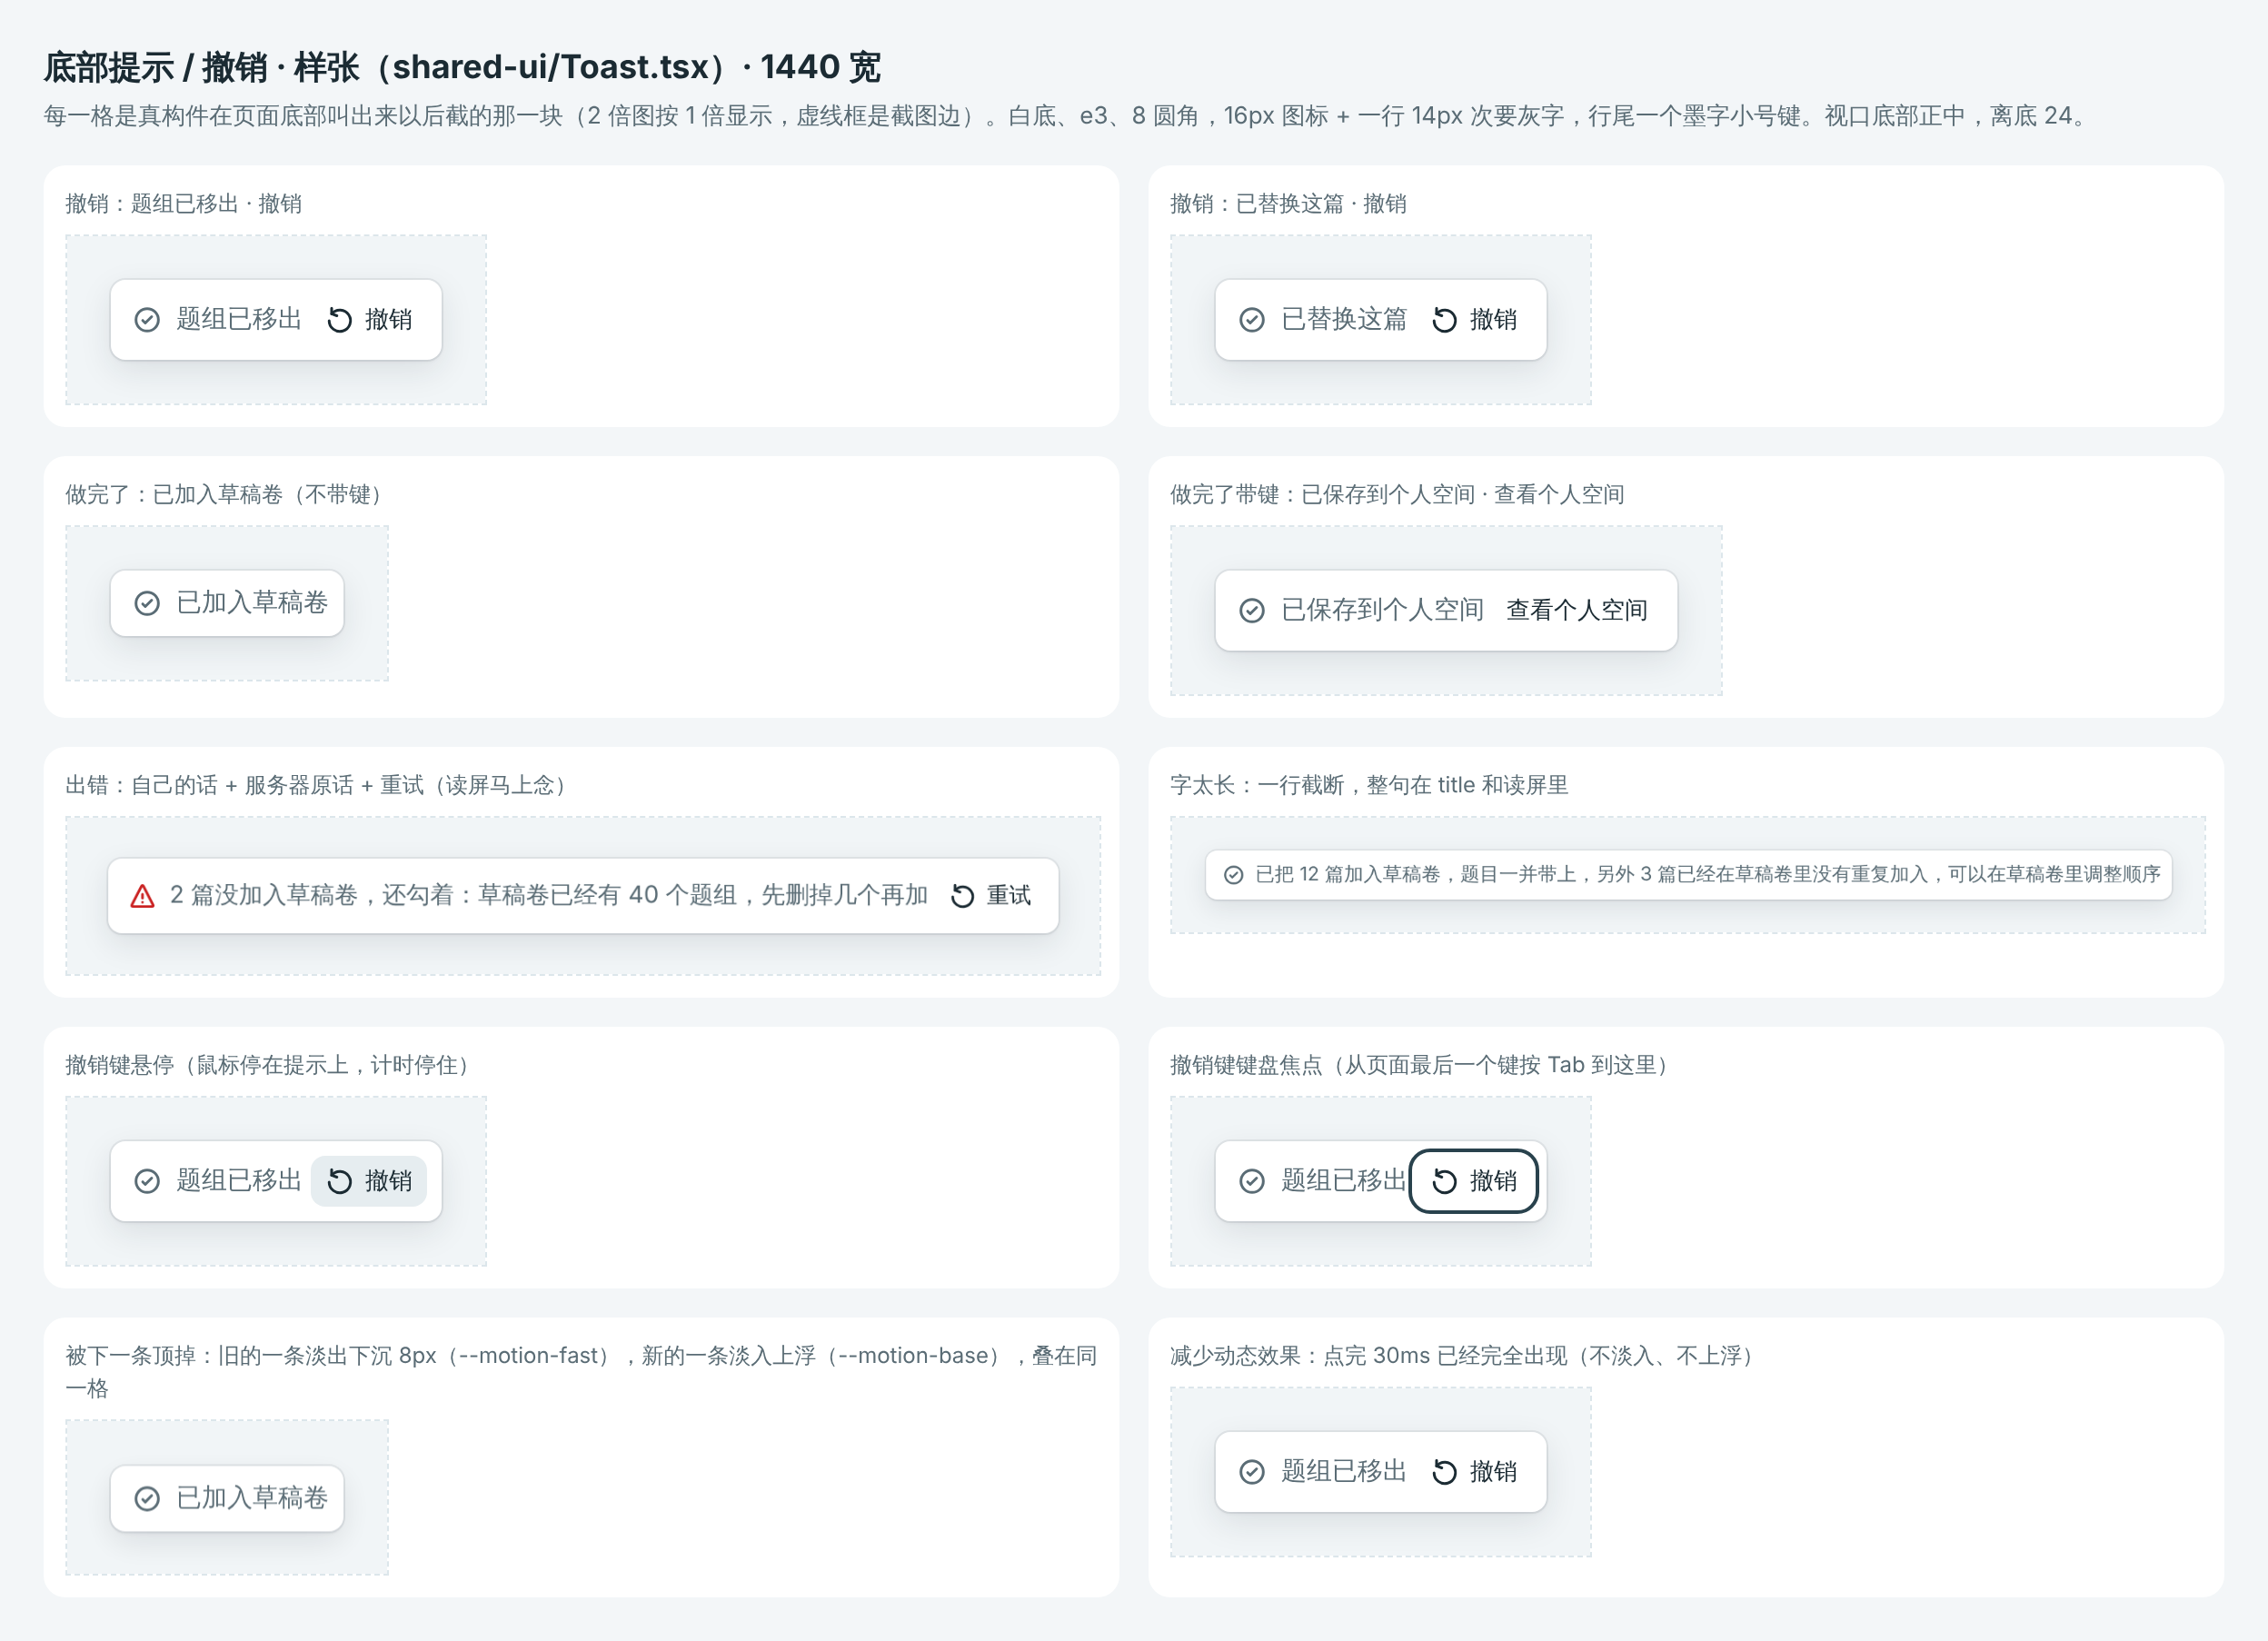 底部提示 / 撤销 · 样张（shared-ui/Toast.tsx）· 1440 宽
每一格是真构件在页面底部叫出来以后截的那一块（2 倍图按 1 倍显示，虚线框是截图边）。白底、e3、8 圆角，16px 图标 + 一行 14px 次要灰字，行尾一个墨字小号键。视口底部正中，离底 24。
撤销：题组已移出 · 撤销
题组已移出 撤销
撤销：已替换这篇 · 撤销
已替换这篇 撤销
做完了：已加入草稿卷（不带键）
已加入草稿卷
做完了带键：已保存到个人空间 · 查看个人空间
已保存到个人空间 查看个人空间
出错：自己的话 + 服务器原话 + 重试（读屏马上念）
2 篇没加入草稿卷，还勾着：草稿卷已经有 40 个题组，先删掉几个再加 重试
字太长：一行截断，整句在 title 和读屏里
已把 12 篇加入草稿卷，题目一并带上，另外 3 篇已经在草稿卷里没有重复加入，可以在草稿卷里调整顺序
撤销键悬停（鼠标停在提示上，计时停住）
题组已移出 撤销
撤销键键盘焦点（从页面最后一个键按 Tab 到这里）
题组已移出 撤销
被下一条顶掉：旧的一条淡出下沉 8px（--motion-fast），新的一条淡入上浮（--motion-base），叠在同
一格
已加入草稿卷
减少动态效果：点完 30ms 已经完全出现（不淡入、不上浮）
题组已移出 撤销